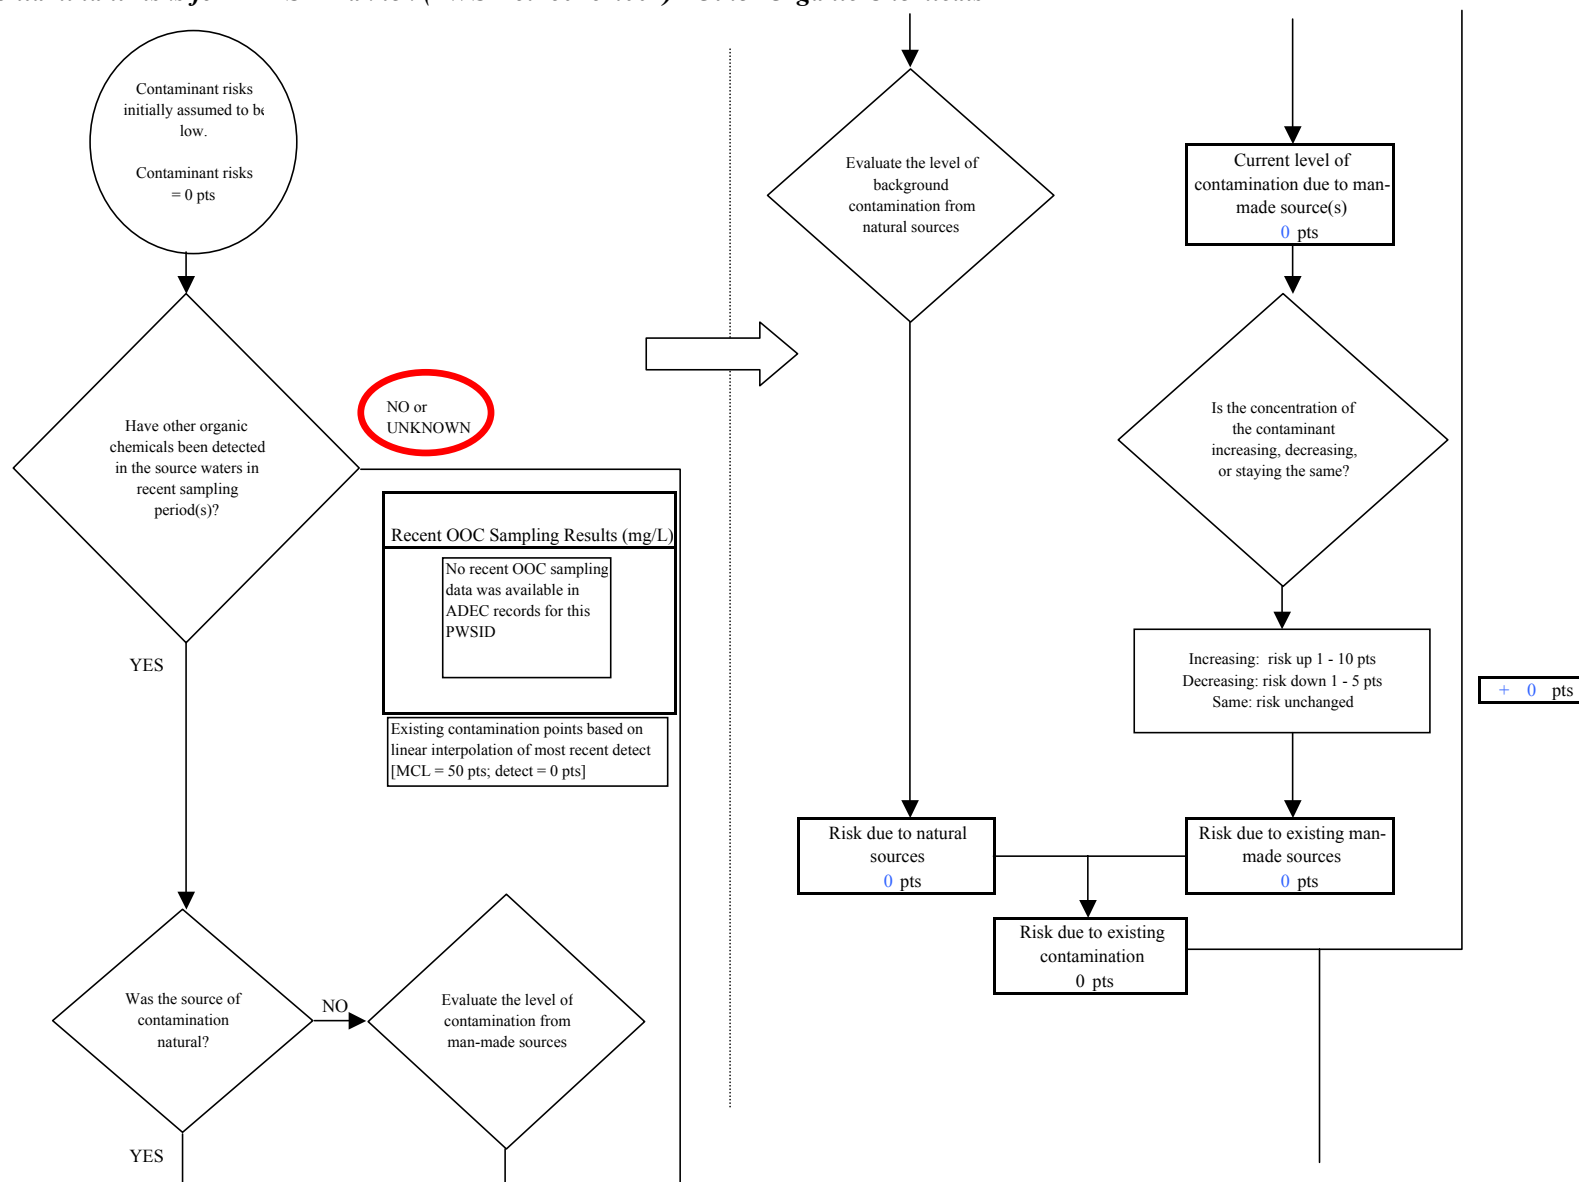 Contaminant risks
initially assumed to be
low.
Contaminant risks
= 0 pts
Have other organic
chemicals been detected
in the source waters in
recent sampling
period(s)?
NO or
UNKNOWN
Recent OOC Sampling Results (mg/L)
No recent OOC sampling
data was available in
ADEC records for this
PWSID
Existing contamination points based on
linear interpolation of most recent detect
[MCL = 50 pts; detect = 0 pts]
YES
Was the source of
contamination
natural?
NO
Evaluate the level of
contamination from
man-made sources
YES
Evaluate the level of
background
contamination from
natural sources
Current level of
contamination due to man-
made source(s)
0 pts
Is the concentration of
the contaminant
increasing, decreasing,
or staying the same?
Increasing: risk up 1 - 10 pts
Decreasing: risk down 1 - 5 pts
Same: risk unchanged
+ 0 pts
Risk due to natural
sources
0 pts
Risk due to existing man-
made sources
0 pts
Risk due to existing
contamination
0 pts